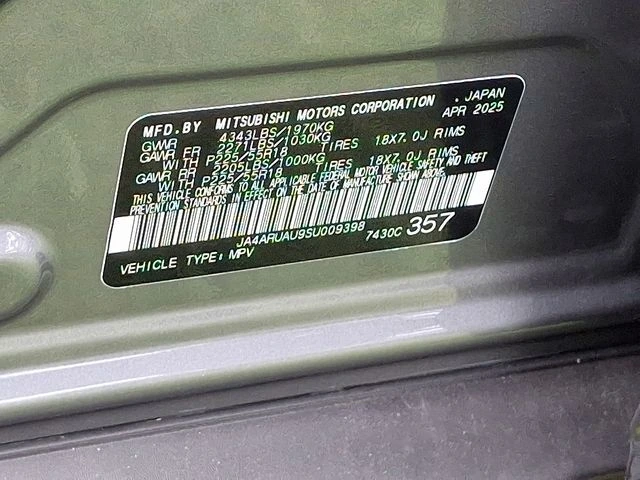 MFD.BY MITSUBISHI MOTORS CORPORATION , JAPAN
GVWR 4343LBS/1970KG APR 2025
GAWR FR 2271LBS/1030KG
WITH P225/55R18 TIRES 18X7.0J RIMS
GAWR RR 2205LBS/1000KG
WITH P225/55R18 TIRES 18X7.0J RIMS
THIS VEHICLE CONFORMS TO ALL APPLICABLE FEDERAL MOTOR VEHICLE SAFETY AND THEFT
PREVENTION STANDARDS IN EFFECT ON THE DATE OF MANUFACTURE SHOWN ABOVE.
JA4ARUAU9SU009398 7430C 357
VEHICLE TYPE: MPV